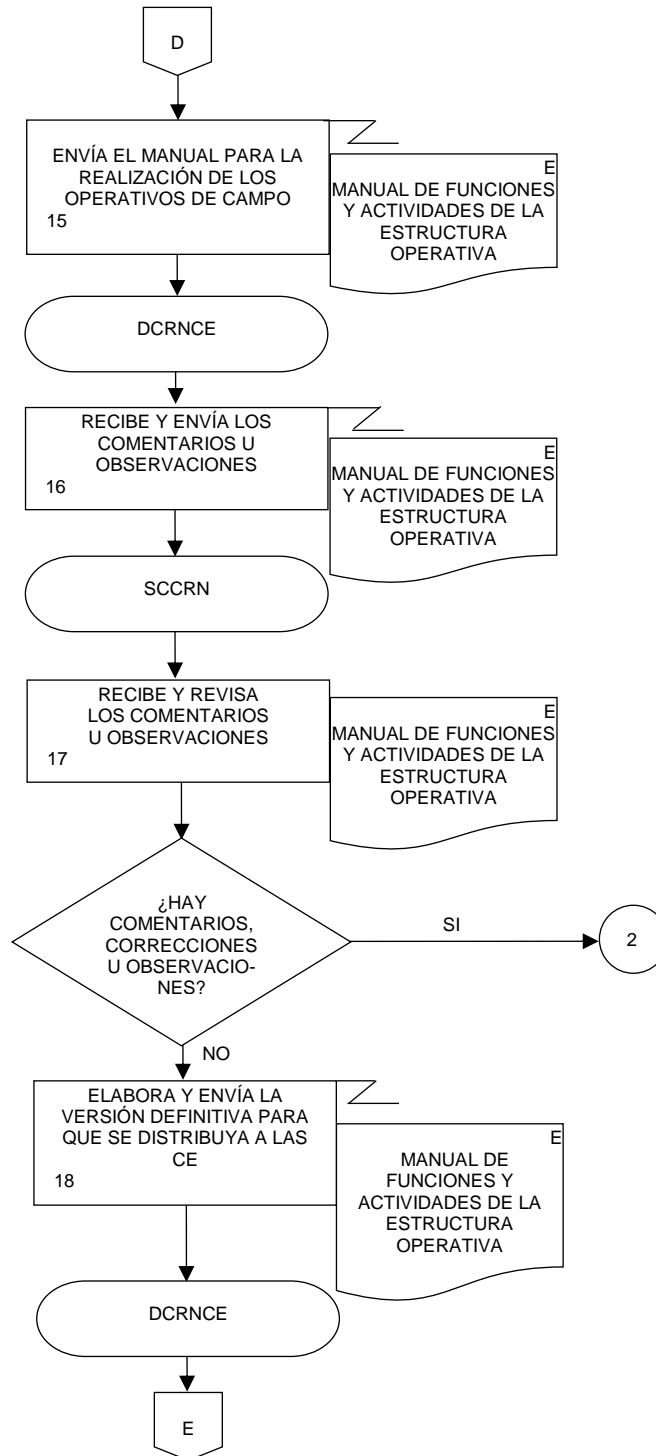 D
ENVÍA EL MANUAL PARA LA
REALIZACIÓN DE LOS
OPERATIVOS DE CAMPO
15
E
MANUAL DE FUNCIONES
Y ACTIVIDADES DE LA
ESTRUCTURA
OPERATIVA
DCRNCE
RECIBE Y ENVÍA LOS
COMENTARIOS U
OBSERVACIONES
16
E
MANUAL DE FUNCIONES
Y ACTIVIDADES DE LA
ESTRUCTURA
OPERATIVA
SCCRN
RECIBE Y REVISA
LOS COMENTARIOS
U OBSERVACIONES
17
E
MANUAL DE FUNCIONES
Y ACTIVIDADES DE LA
ESTRUCTURA
OPERATIVA
¿HAY
COMENTARIOS,
CORRECCIONES
U OBSERVACIO-
NES?
SI
2
NO
ELABORA Y ENVÍA LA
VERSIÓN DEFINITIVA PARA
QUE SE DISTRIBUYA A LAS
CE
18
E
MANUAL DE
FUNCIONES Y
ACTIVIDADES DE LA
ESTRUCTURA
OPERATIVA
DCRNCE
E